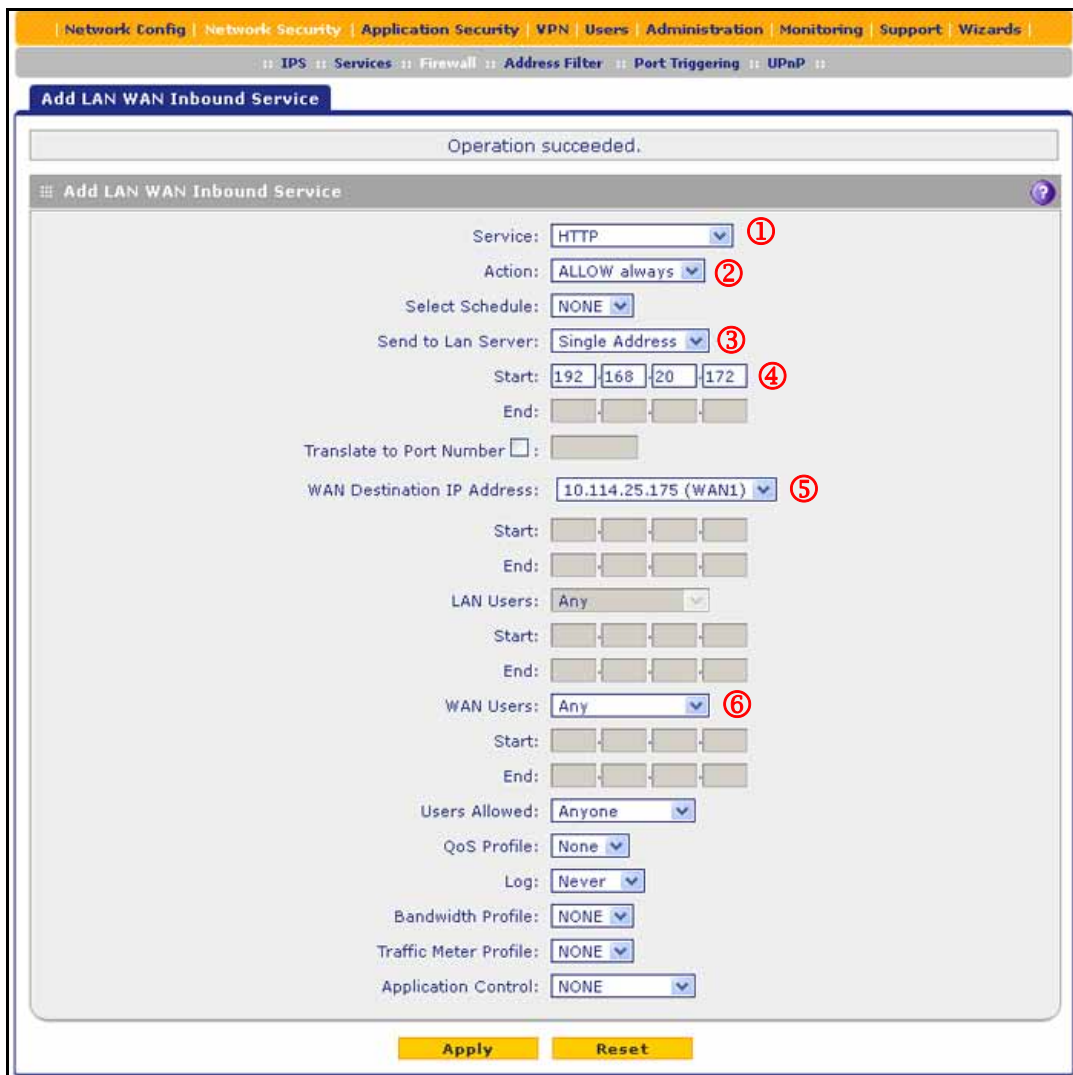 | Network Config | Network Security | Application Security | VPN | Users | Administration | Monitoring | Support | Wizards |
:: IPS :: Services :: Firewall :: Address Filter :: Port Triggering :: UPnP ::
Add LAN WAN Inbound Service
Operation succeeded.
Add LAN WAN Inbound Service ?
Service: HTTP ①
Action: ALLOW always ②
Select Schedule: NONE
Send to Lan Server: Single Address ③
Start: 192 .168 .20 .172 ④
End: . . .
Translate to Port Number :
WAN Destination IP Address: 10.114.25.175 (WAN1) ⑤
Start: . . .
End: . . .
LAN Users: Any
Start: . . .
End: . . .
WAN Users: Any ⑥
Start: . . .
End: . . .
Users Allowed: Anyone
QoS Profile: None
Log: Never
Bandwidth Profile: NONE
Traffic Meter Profile: NONE
Application Control: NONE
Apply Reset